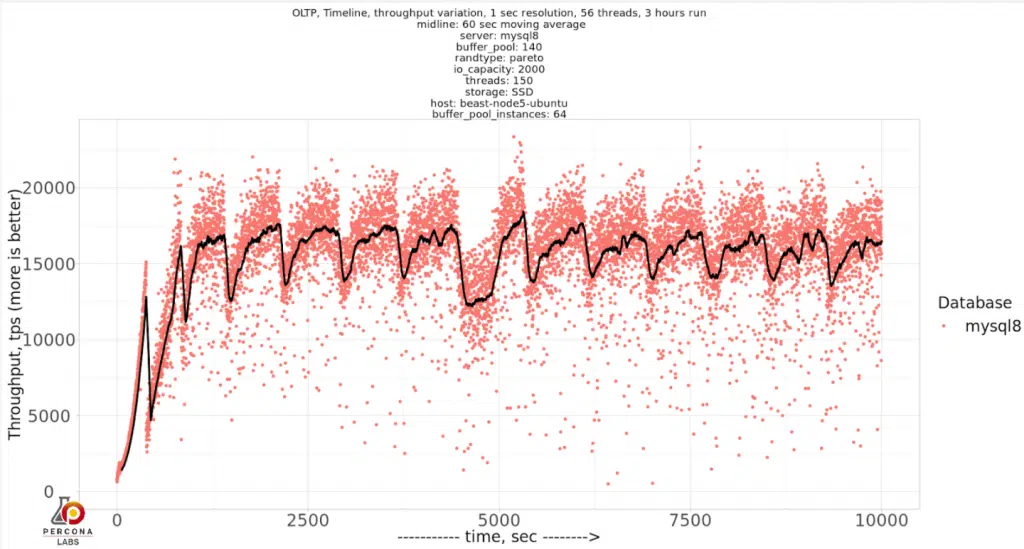 OLTP, Timeline, throughput variation, 1 sec resolution, 56 threads, 3 hours run
midline: 60 sec moving average
server: mysql8
buffer_pool: 140
randtype: pareto
io_capacity: 2000
threads: 150
storage: SSD
host: beast-node5-ubuntu
buffer_pool_instances: 64
Throughput, tps (more is better)
20000
15000
10000
5000
0
0 2500 5000 7500 10000
---------- time, sec -------->
Database
mysql8
PERCONA
LABS